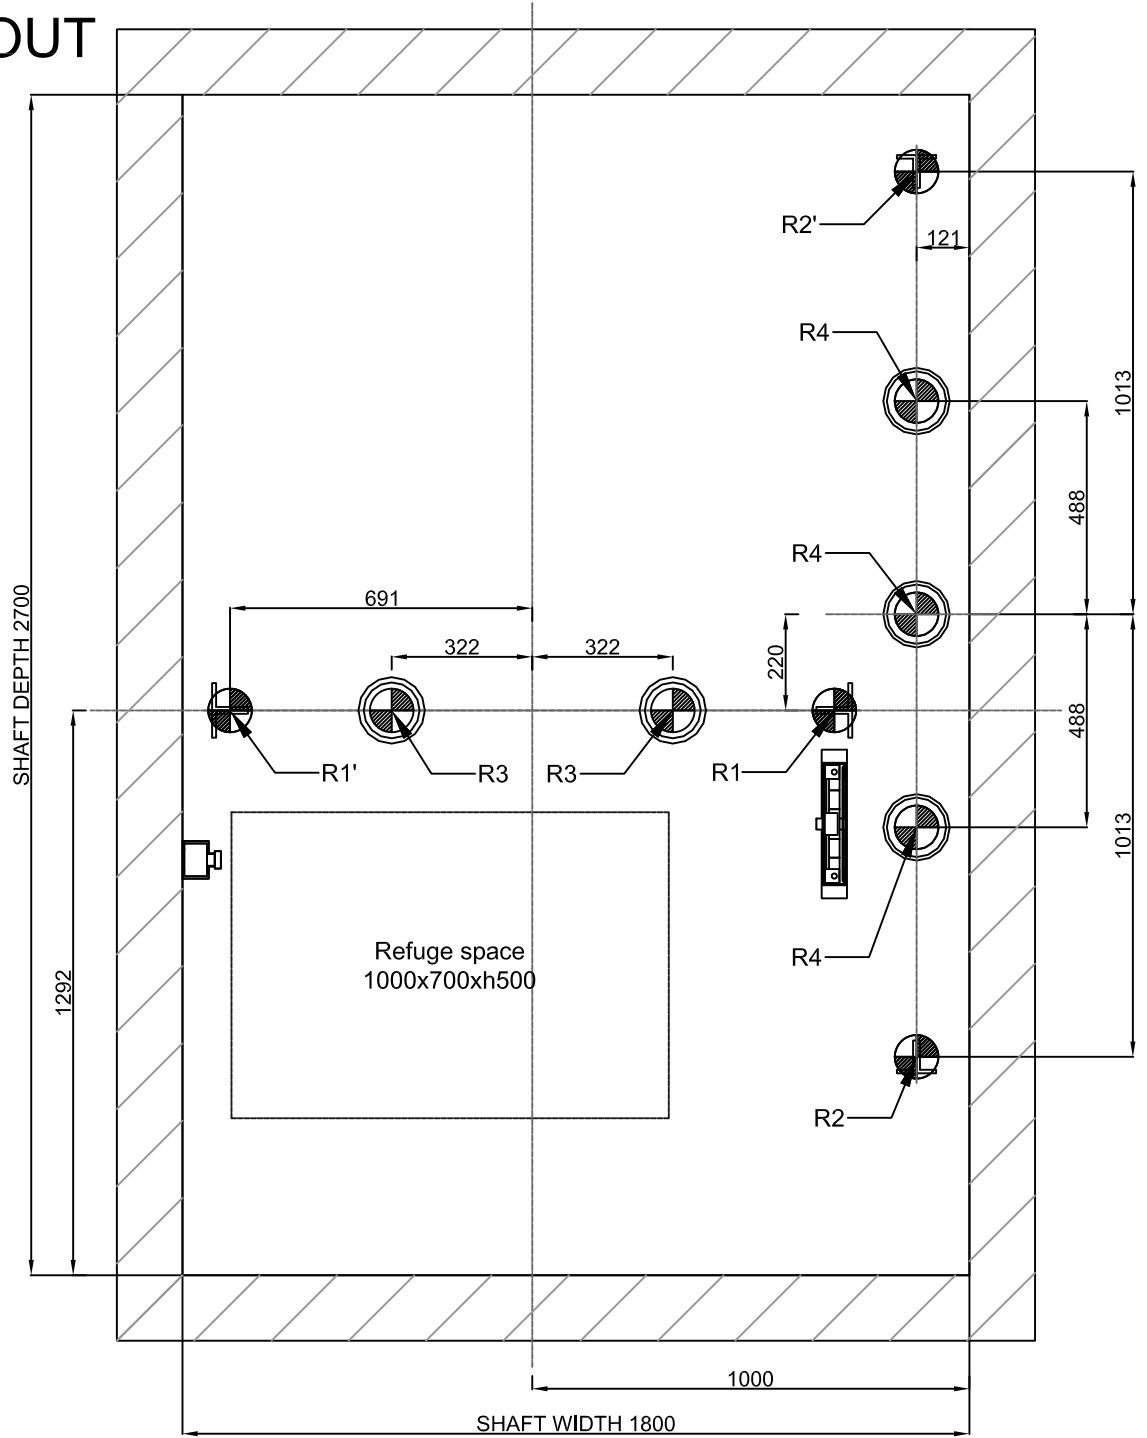 OUT
R2'
121
R4
1013
488
R4
691
322
322
220
SHAFT DEPTH 2700
R1'
R3
R3
R1
488
1013
Refuge space
1000x700xh500
R4
1292
R2
1000
SHAFT WIDTH 1800